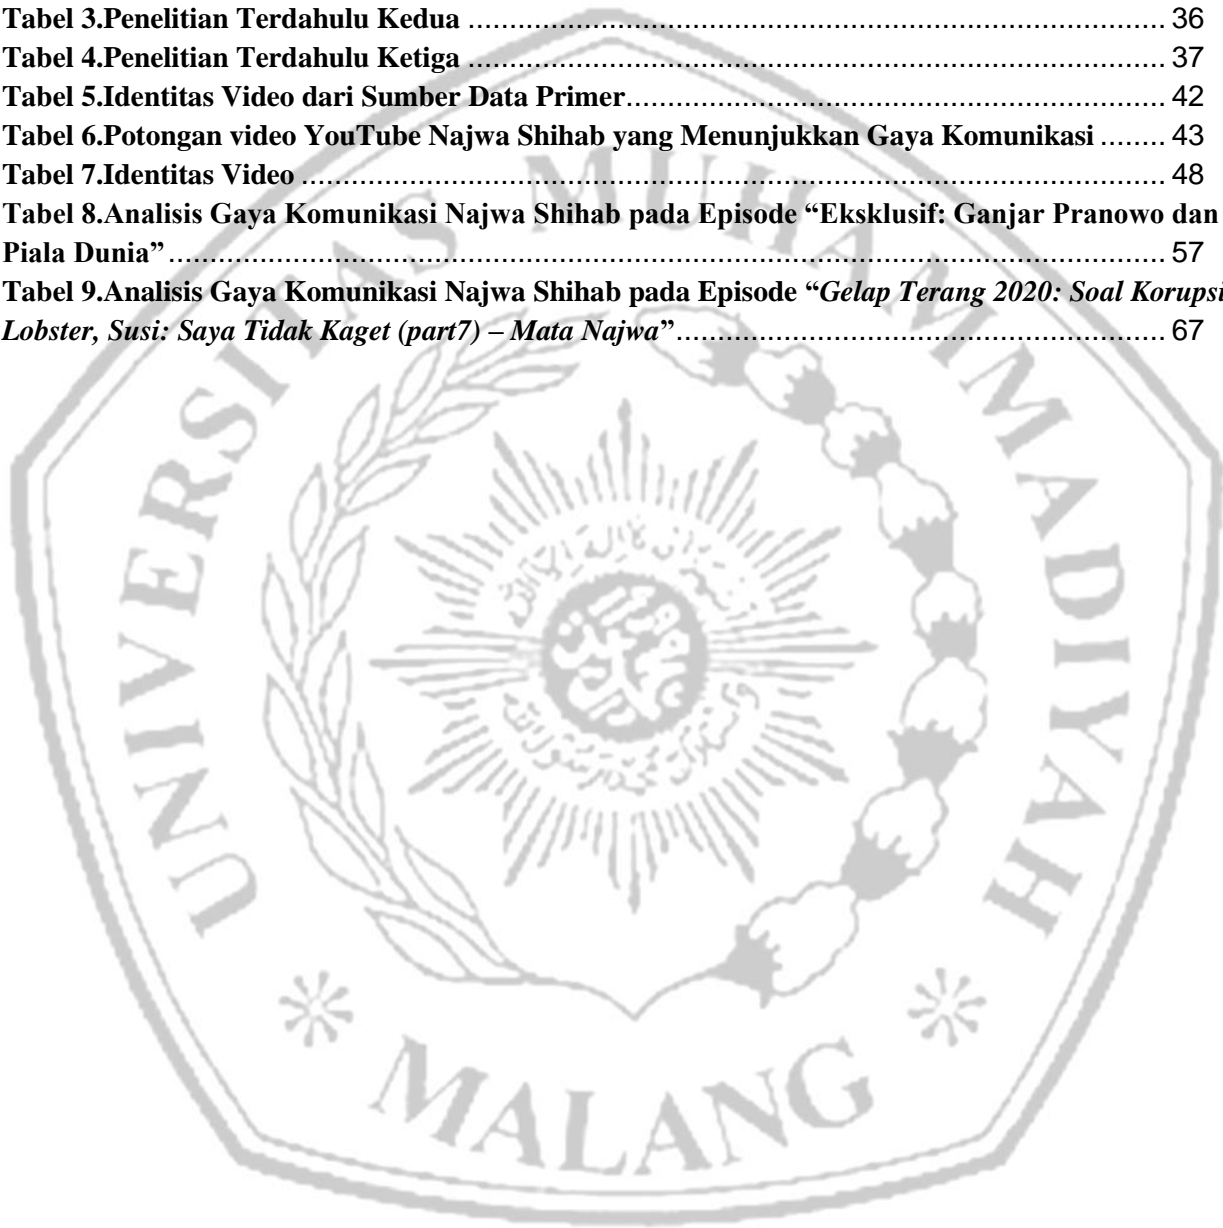 Tabel 3.Penelitian Terdahulu Kedua ........................................................................................ 36
Tabel 4.Penelitian Terdahulu Ketiga ........................................................................................ 37
Tabel 5.Identitas Video dari Sumber Data Primer.................................................................... 42
Tabel 6.Potongan video YouTube Najwa Shihab yang Menunjukkan Gaya Komunikasi ........ 43
Tabel 7.Identitas Video ............................................................................................................. 48
Tabel 8.Analisis Gaya Komunikasi Najwa Shihab pada Episode “Eksklusif: Ganjar Pranowo dan
Piala Dunia” .............................................................................................................................. 57
Tabel 9.Analisis Gaya Komunikasi Najwa Shihab pada Episode “Gelap Terang 2020: Soal Korupsi
Lobster, Susi: Saya Tidak Kaget (part7) – Mata Najwa”........................................................... 67
UNIVERSITAS MUHAMMADIYAH
MALANG